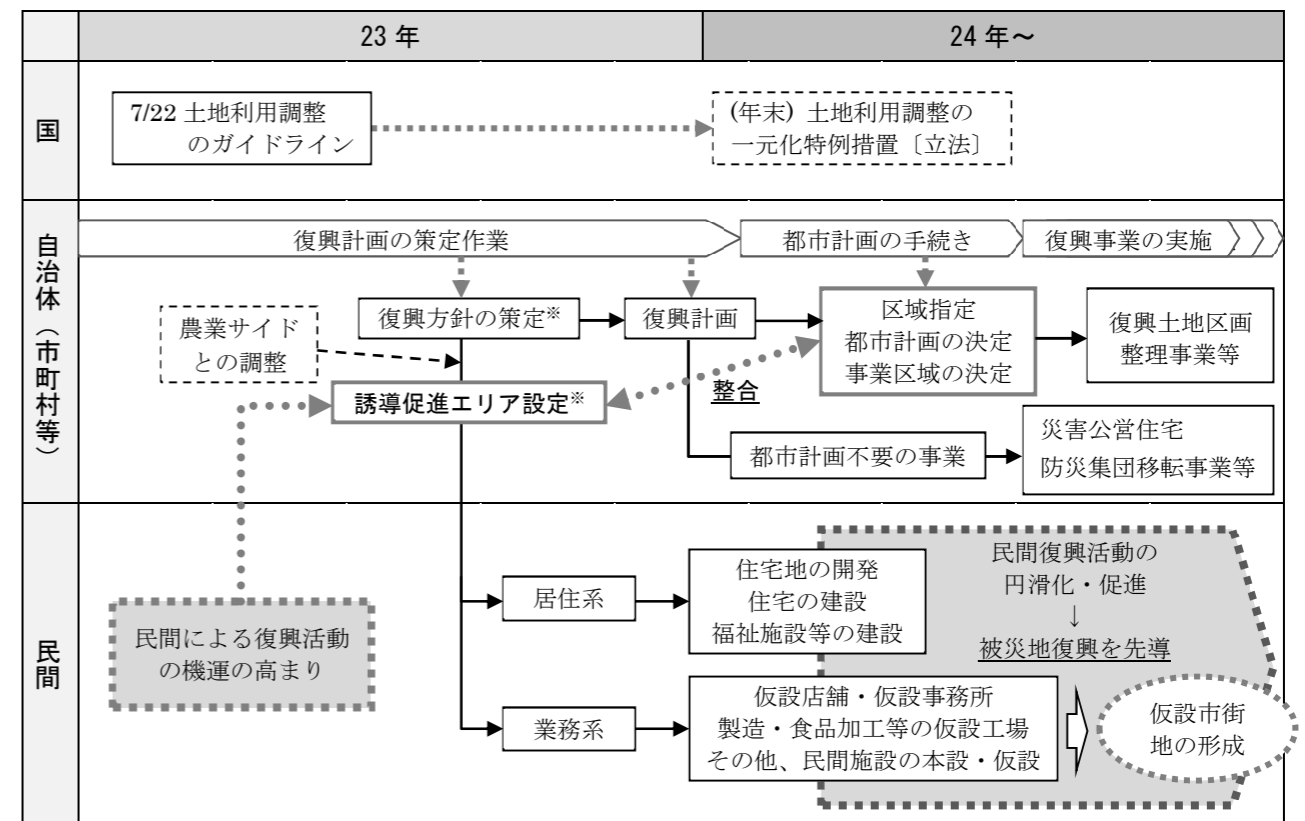 23 年
24 年～
国
7/22 土地利用調整
のガイドライン
(年末) 土地利用調整の
一元化特例措置〔立法〕
自治体（市町村等）
復興計画の策定作業
都市計画の手続き
復興事業の実施
農業サイド
との調整
復興方針の策定※
復興計画
区域指定
都市計画の決定
事業区域の決定
復興土地区画
整理事業等
誘導促進エリア設定※
整合
都市計画不要の事業
災害公営住宅
防災集団移転事業等
民間
民間による復興活動
の機運の高まり
居住系
住宅地の開発
住宅の建設
福祉施設等の建設
民間復興活動の
円滑化・促進
↓
被災地復興を先導
業務系
仮設店舗・仮設事務所
製造・食品加工等の仮設工場
その他、民間施設の本設・仮設
仮設市街
地の形成